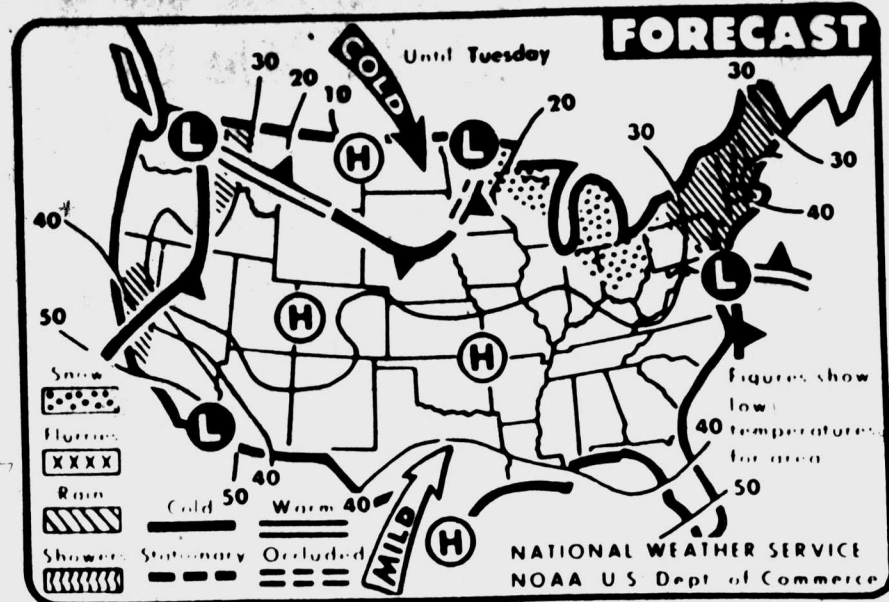 FORECAST
Until Tuesday
COLD
30
20
10
20
30
30
30
40
L
H
L
40
50
L
H
H
L
Snow
Flurries
XXXX
Rain
Showers
Cold
Warm
Stationary
Occluded
50
40
40
MILD
H
40
50
Figures show
low
temperatures
for area
NATIONAL WEATHER SERVICE
NOAA U S Dept of Commerce